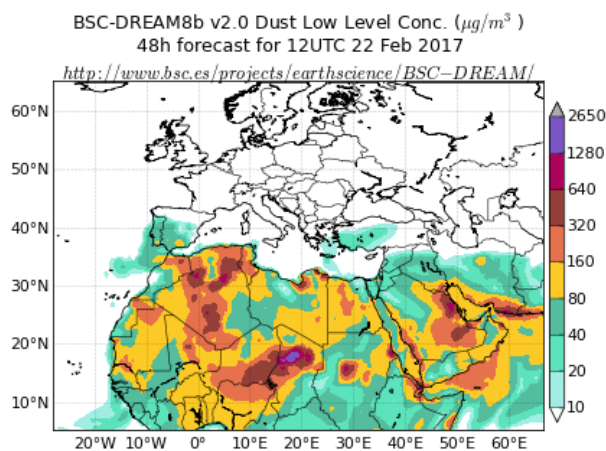 BSC-DREAM8b v2.0 Dust Low Level Conc. (μg/m³ )
48h forecast for 12UTC 22 Feb 2017
http://www.bsc.es/projects/earthscience/BSC−DREAM/
60°N
50°N
40°N
30°N
20°N
10°N
20°W 10°W 0° 10°E 20°E 30°E 40°E 50°E 60°E
2650
1280
640
320
160
80
40
20
10